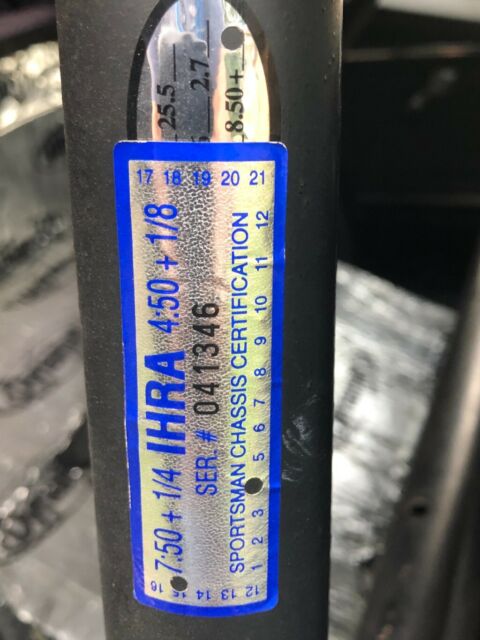 25.5
2.7
8.50+
17 18 19 20 21
7:50 + 1/4 IHRA 4:50 + 1/8
SER. # 041346
SPORTSMAN CHASSIS CERTIFICATION
1 2 3 5 6 7 8 9 10 11 12
12 13 14 15 16